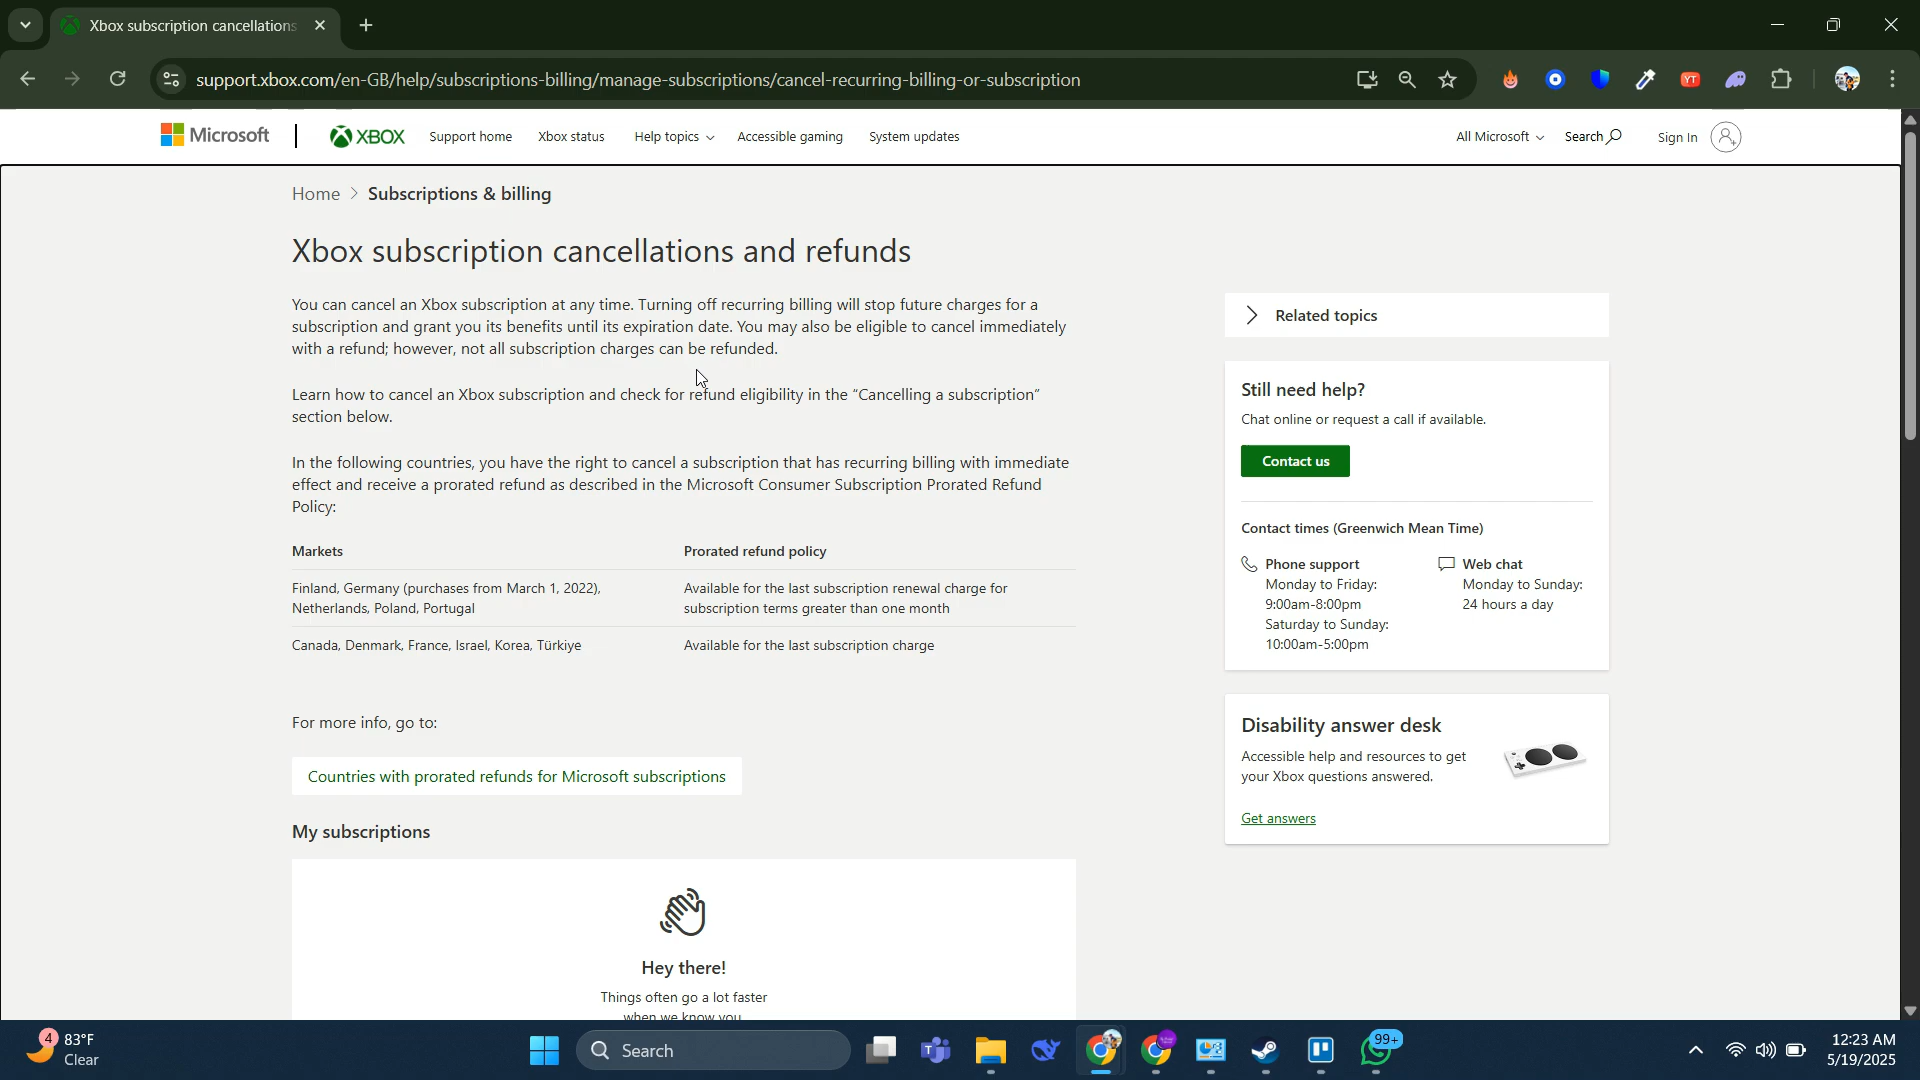 Xbox subscription cancellations
support.xbox.com/en-GB/help/subscriptions-billing/manage-subscriptions/cancel-recurring-billing-or-subscription
YT
Microsoft
XBOX
Support home
Xbox status
Help topics
Accessible gaming
System updates
All Microsoft
Search
Sign In
Home > Subscriptions & billing
Xbox subscription cancellations and refunds
You can cancel an Xbox subscription at any time. Turning off recurring billing will stop future charges for a
subscription and grant you its benefits until its expiration date. You may also be eligible to cancel immediately
with a refund; however, not all subscription charges can be refunded.
Learn how to cancel an Xbox subscription and check for refund eligibility in the “Cancelling a subscription”
section below.
In the following countries, you have the right to cancel a subscription that has recurring billing with immediate
effect and receive a prorated refund as described in the Microsoft Consumer Subscription Prorated Refund
Policy:
Markets
Prorated refund policy
Finland, Germany (purchases from March 1, 2022),
Netherlands, Poland, Portugal
Available for the last subscription renewal charge for
subscription terms greater than one month
Canada, Denmark, France, Israel, Korea, Türkiye
Available for the last subscription charge
For more info, go to:
Countries with prorated refunds for Microsoft subscriptions
My subscriptions
Hey there!
Things often go a lot faster
when we know you
Related topics
Still need help?
Chat online or request a call if available.
Contact us
Contact times (Greenwich Mean Time)
Phone support
Monday to Friday:
9:00am-8:00pm
Saturday to Sunday:
10:00am-5:00pm
Web chat
Monday to Sunday:
24 hours a day
Disability answer desk
Accessible help and resources to get
your Xbox questions answered.
Get answers
4
83°F
Clear
Search
99+
12:23 AM
5/19/2025